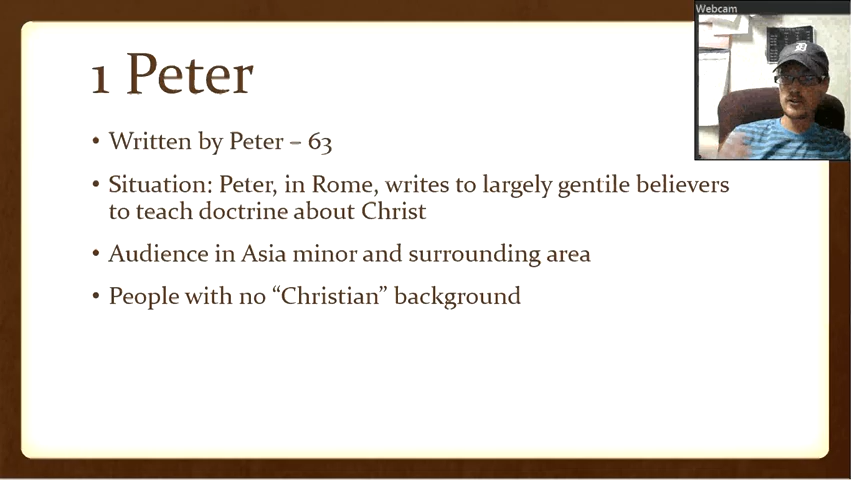 Webcam
1 Peter
• Written by Peter – 63
• Situation: Peter, in Rome, writes to largely gentile believers
to teach doctrine about Christ
• Audience in Asia minor and surrounding area
• People with no “Christian” background